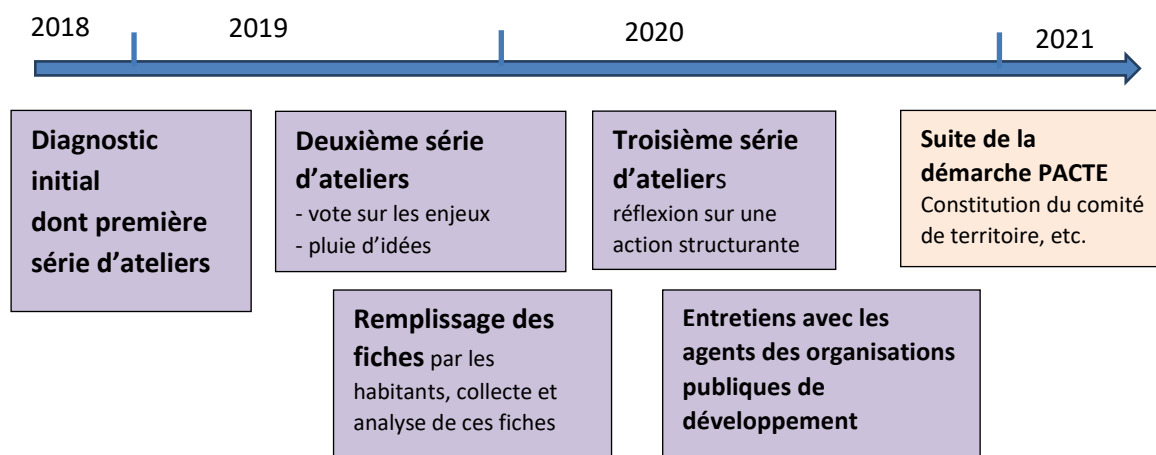 2018
2019
2020
2021
Diagnostic
initial
dont première
série d’ateliers
Deuxième série
d’ateliers
- vote sur les enjeux
- pluie d’idées
Troisième série
d’ateliers
réflexion sur une
action structurante
Suite de la
démarche PACTE
Constitution du comité
de territoire, etc.
Remplissage des
fiches par les
habitants, collecte et
analyse de ces fiches
Entretiens avec les
agents des organisations
publiques de
développement